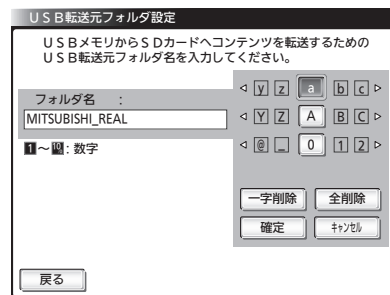 USB転送元フォルダ設定
USBメモリからSDカードへコンテンツを転送するための
USB転送元フォルダ名を入力してください。
フォルダ名 :
MITSUBISHI_REAL
1～10: 数字
y z a b c
Y Z A B C
@ _ 0 1 2
一字削除 全削除
確定 キャンセル
戻る